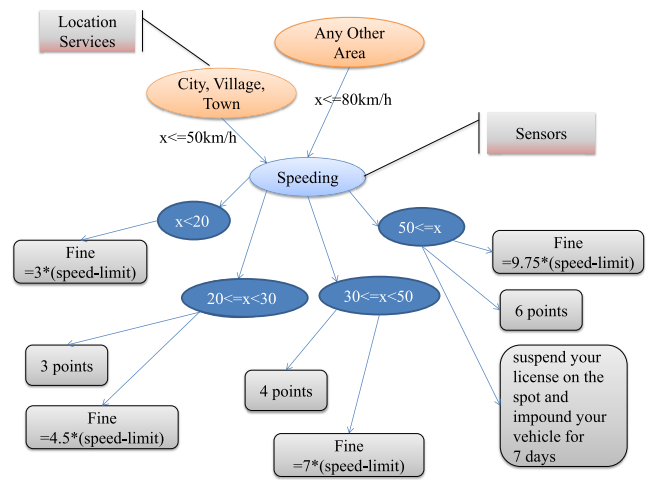 Location
Services
Any Other
Area
City, Village,
Town
x<=80km/h
x<=50km/h
Sensors
Speeding
x<20
50<=x
Fine
=3*(speed-limit)
Fine
=9.75*(speed-limit)
20<=x<30
30<=x<50
6 points
3 points
4 points
suspend your
license on the
spot and
impound your
vehicle for
7 days
Fine
=4.5*(speed-limit)
Fine
=7*(speed-limit)